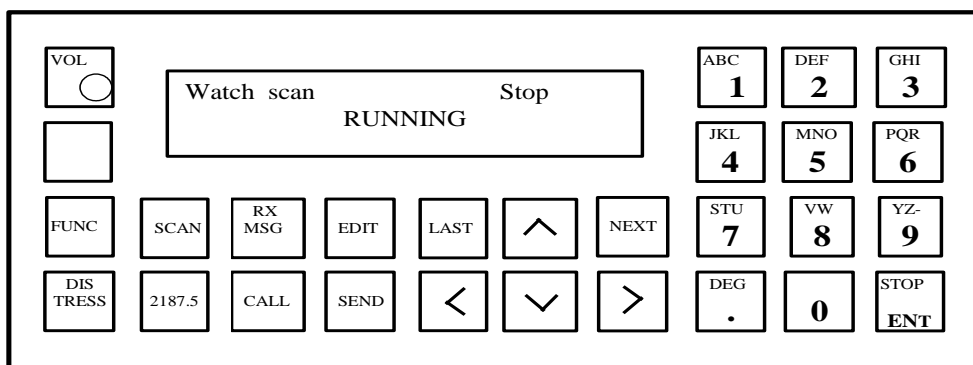 VOL
Watch scan Stop
RUNNING
ABC DEF GHI
1 2 3
JKL MNO PQR
4 5 6
FUNC SCAN RX MSG EDIT LAST NEXT
STU VW YZ-
7 8 9
DIS TRESS 2187.5 CALL SEND < >
DEG STOP
. 0 ENT